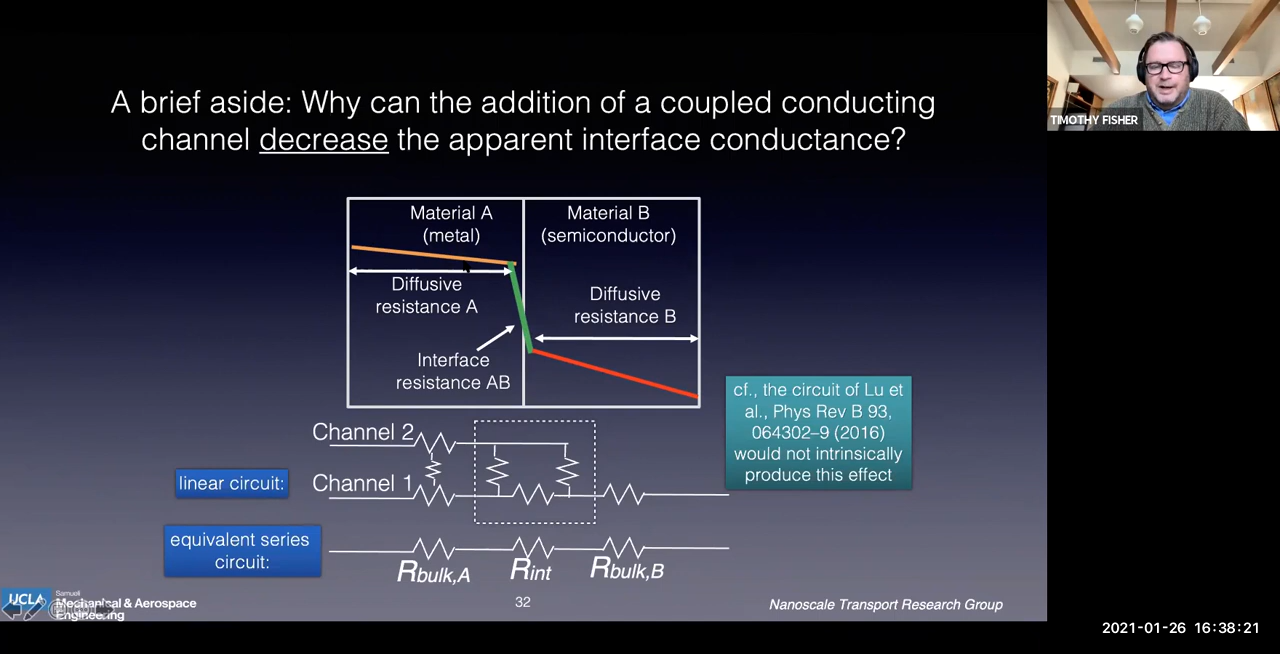 A brief aside: Why can the addition of a coupled conducting
channel decrease the apparent interface conductance?
TIMOTHY FISHER
Material A
(metal)
Material B
(semiconductor)
Diffusive
resistance A
Diffusive
resistance B
Interface
resistance AB
cf., the circuit of Lu et
al., Phys Rev B 93,
064302–9 (2016)
would not intrinsically
produce this effect
Channel 2
linear circuit:
Channel 1
equivalent series
circuit:
Rbulk,A
Rint
Rbulk,B
UCLA
Samueli
Mechanical & Aerospace
Engineering
32
Nanoscale Transport Research Group
2021-01-26 16:38:21